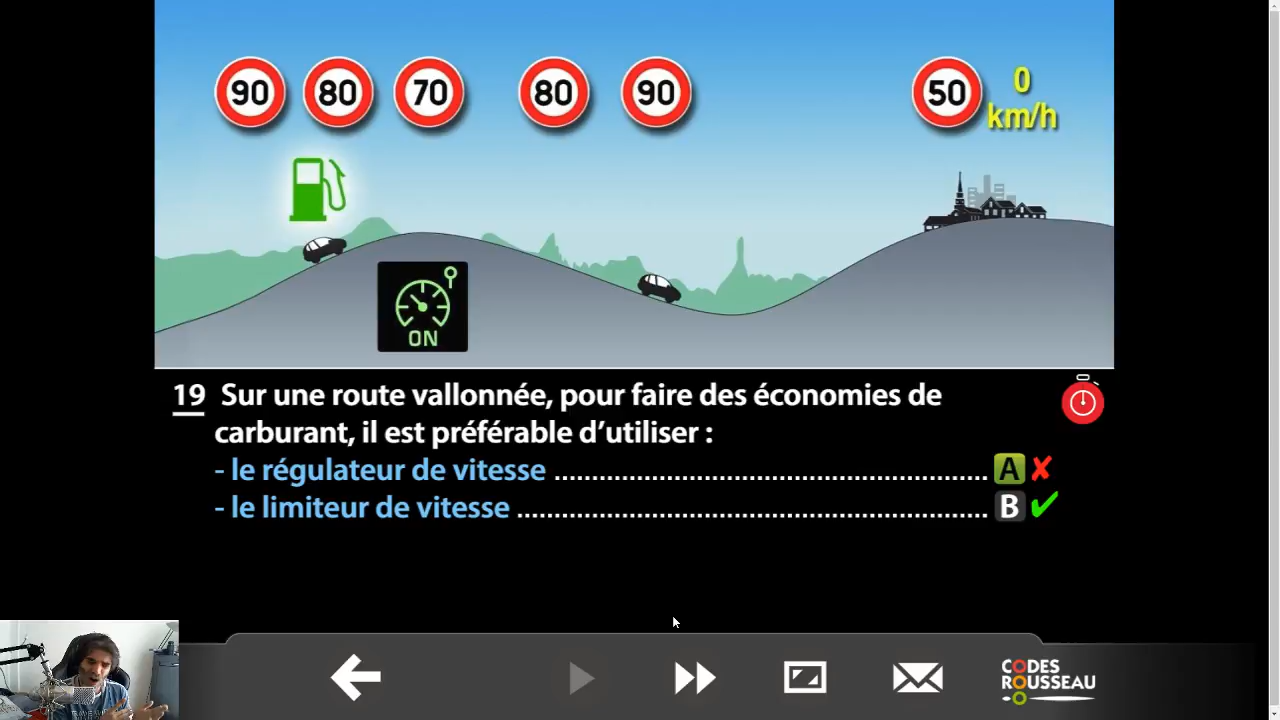 90 80 70 80 90 50 0
km/h
ON
19 Sur une route vallonnée, pour faire des économies de
carburant, il est préférable d'utiliser :
- le régulateur de vitesse ........................................................ A
- le limiteur de vitesse ............................................................. B
CODES
ROUSSEAU